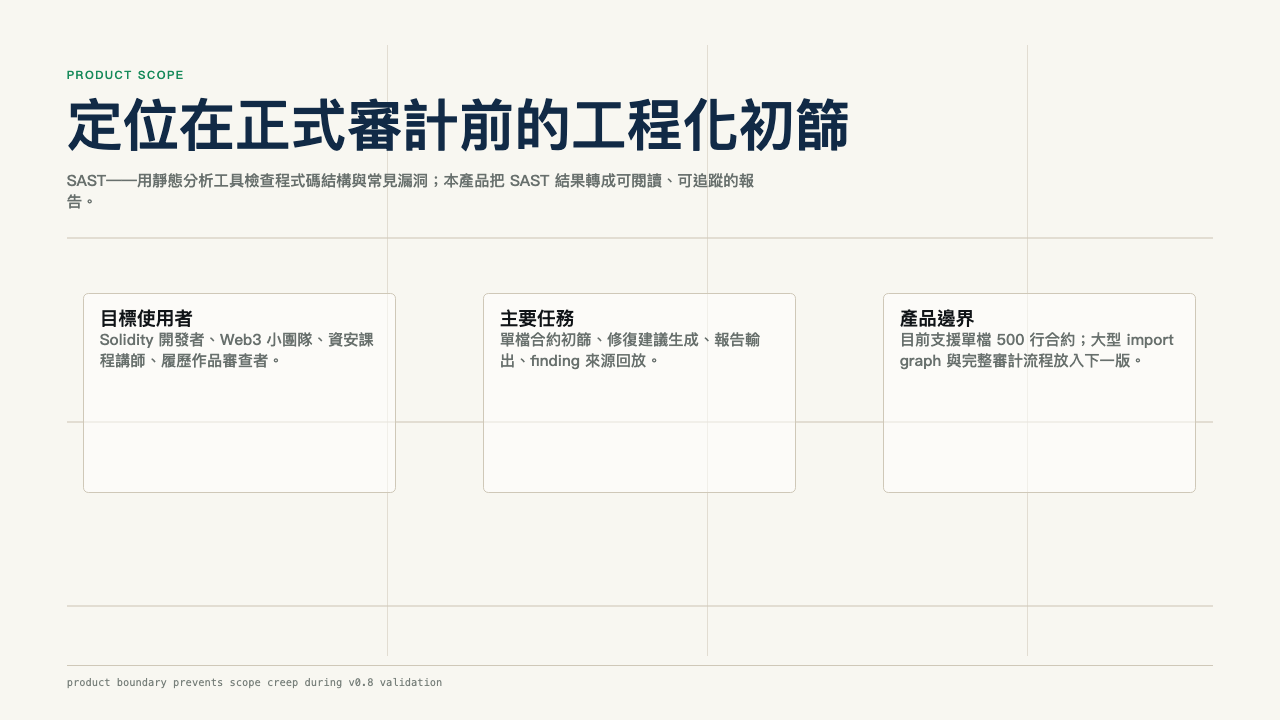 PRODUCT SCOPE
定位在正式審計前的工程化初篩
SAST——用靜態分析工具檢查程式碼結構與常見漏洞；本產品把 SAST 結果轉成可閱讀、可追蹤的報
告。
目標使用者
Solidity 開發者、Web3 小團隊、資安課
程講師、履歷作品審查者。
主要任務
單檔合約初篩、修復建議生成、報告輸
出、finding 來源回放。
產品邊界
目前支援單檔 500 行合約；大型 import
graph 與完整審計流程放入下一版。
product boundary prevents scope creep during v0.8 validation